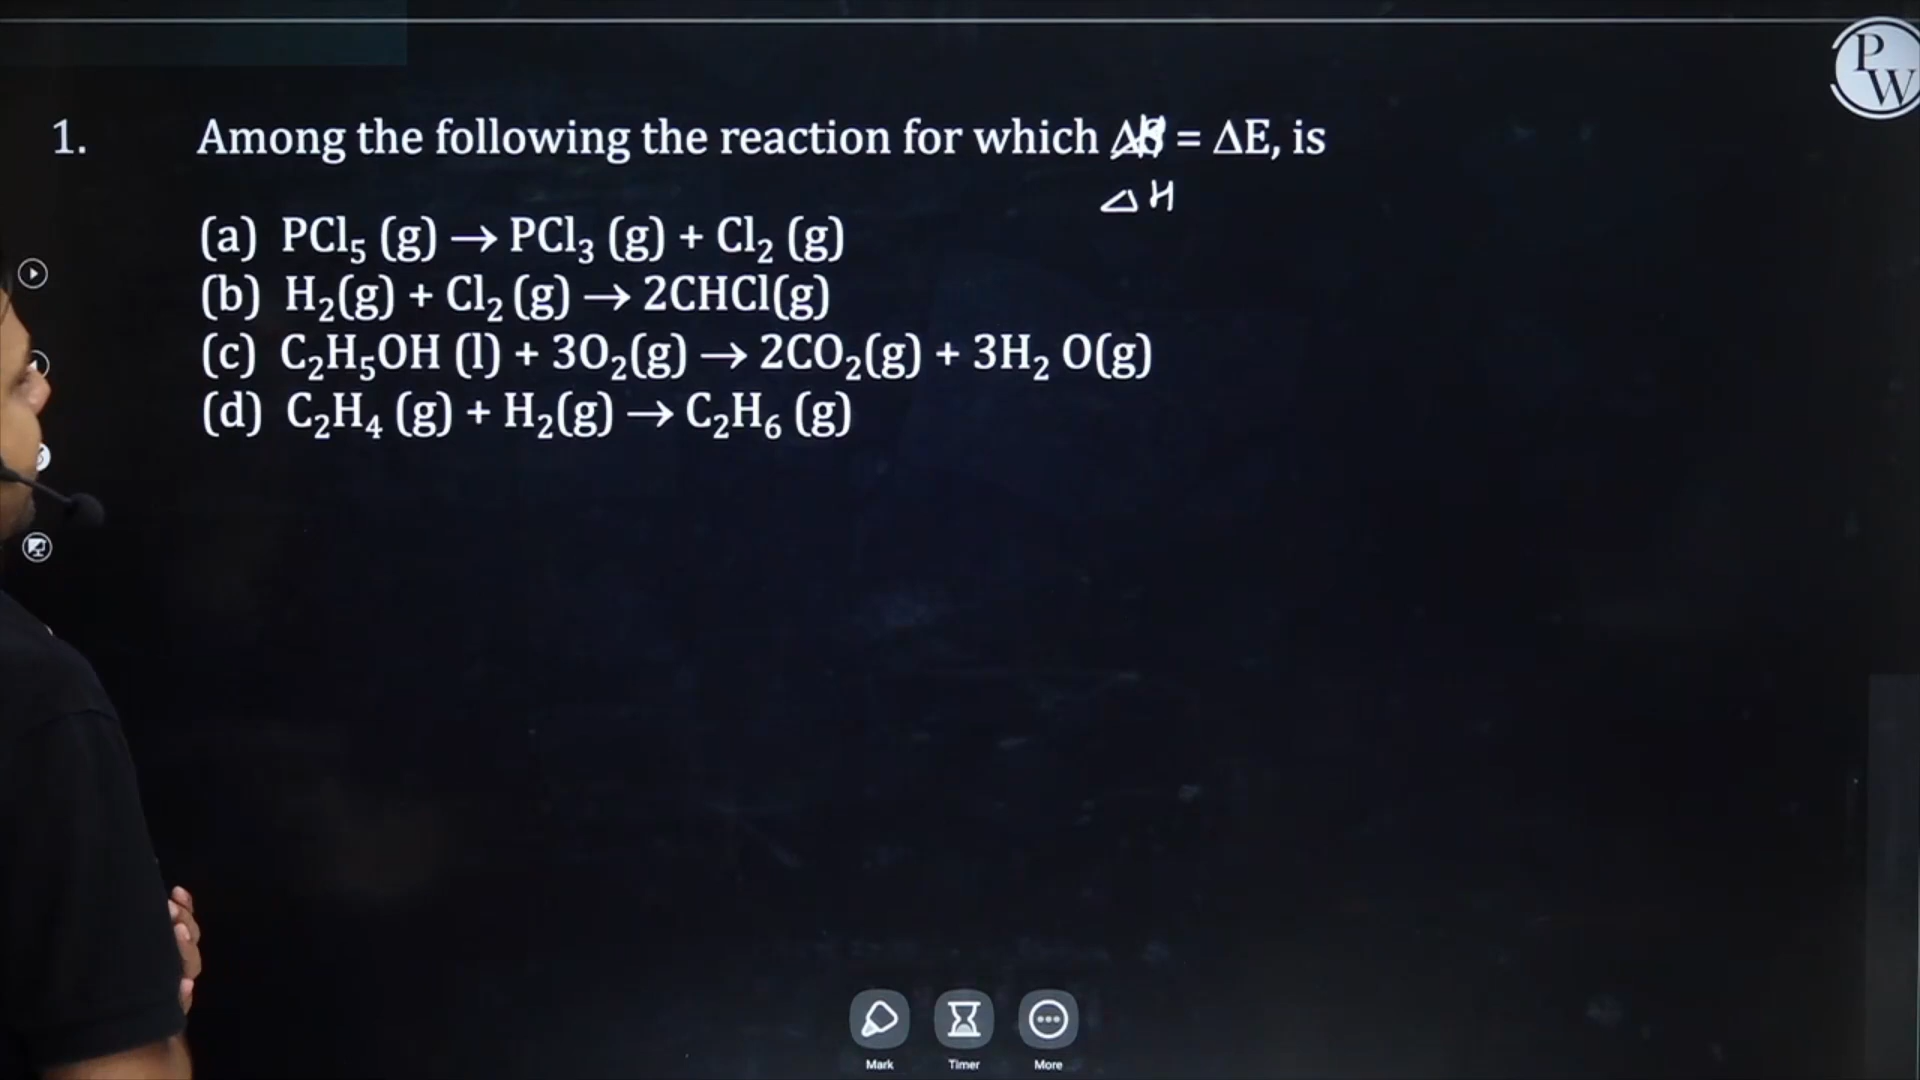 PW
1. Among the following the reaction for which = ΔE, is
ΔH
(a) PCl₅ (g) → PCl₃ (g) + Cl₂ (g)
(b) H₂(g) + Cl₂ (g) → 2CHCl(g)
(c) C₂H₅OH (l) + 3O₂(g) → 2CO₂(g) + 3H₂ O(g)
(d) C₂H₄ (g) + H₂(g) → C₂H₆ (g)
Mark Timer More